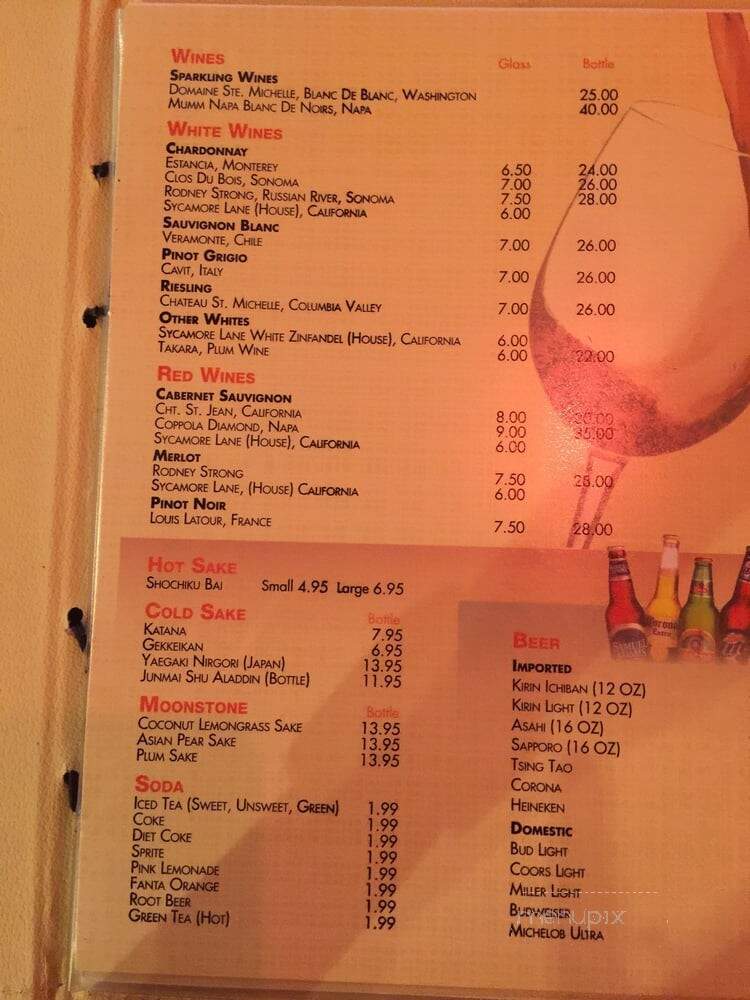 WINES Glass Bottle
SPARKLING WINES
DOMAINE STE. MICHELLE, BLANC DE BLANC, WASHINGTON 25.00
MUMM NAPA BLANC DE NOIRS, NAPA 40.00
WHITE WINES
CHARDONNAY
ESTANCIA, MONTEREY 6.50 24.00
CLOS DU BOIS, SONOMA 7.00 26.00
RODNEY STRONG, RUSSIAN RIVER, SONOMA 7.50 28.00
SYCAMORE LANE (HOUSE), CALIFORNIA 6.00
SAUVIGNON BLANC
VERAMONTE, CHILE 7.00 26.00
PINOT GRIGIO
CAVIT, ITALY 7.00 26.00
RIESLING
CHATEAU ST. MICHELLE, COLUMBIA VALLEY 7.00 26.00
OTHER WHITES
SYCAMORE LANE WHITE ZINFANDEL (HOUSE), CALIFORNIA 6.00
TAKARA, PLUM WINE 6.00 22.00
RED WINES
CABERNET SAUVIGNON
CHT. ST. JEAN, CALIFORNIA 8.00
COPPOLA DIAMOND, NAPA 9.00 35.00
SYCAMORE LANE (HOUSE), CALIFORNIA 6.00
MERLOT
RODNEY STRONG 7.50 28.00
SYCAMORE LANE, (HOUSE) CALIFORNIA 6.00
PINOT NOIR
LOUIS LATOUR, FRANCE 7.50 28.00
HOT SAKE
SHOCHIKU BAI Small 4.95 Large 6.95
COLD SAKE Bottle
KATANA 7.95
GEKKEIKAN 6.95
YAEGAKI NIRGORI (JAPAN) 13.95
JUNMAI SHU ALADDIN (BOTTLE) 11.95
MOONSTONE Bottle
COCONUT LEMONGRASS SAKE 13.95
ASIAN PEAR SAKE 13.95
PLUM SAKE 13.95
SODA
ICED TEA (SWEET, UNSWEET, GREEN) 1.99
COKE 1.99
DIET COKE 1.99
SPRITE 1.99
PINK LEMONADE 1.99
FANTA ORANGE 1.99
ROOT BEER 1.99
GREEN TEA (HOT) 1.99
Corona
Extra
BEER
IMPORTED
KIRIN ICHIBAN (12 OZ)
KIRIN LIGHT (12 OZ)
ASAHI (16 OZ)
SAPPORO (16 OZ)
TSING TAO
CORONA
HEINEKEN
DOMESTIC
BUD LIGHT
COORS LIGHT
MILLER LIGHT
BUDWEISER
MICHELOB ULTRA
menupix